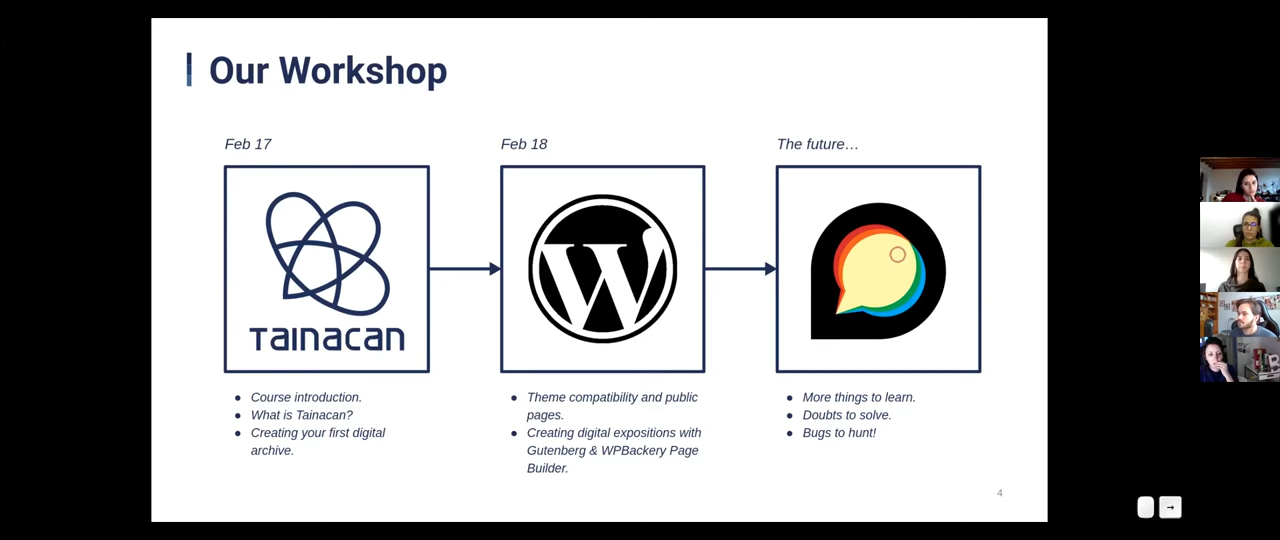 Our Workshop
Feb 17
TAINACAN
● Course introduction.
● What is Tainacan?
● Creating your first digital
archive.
Feb 18
W
● Theme compatibility and public
pages.
● Creating digital expositions with
Gutenberg & WPBackery Page
Builder.
The future…
● More things to learn.
● Doubts to solve.
● Bugs to hunt!
4
→